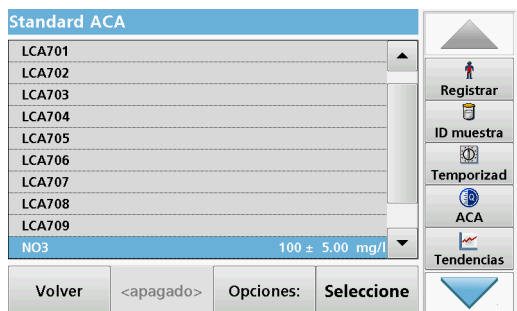 Standard ACA
LCA701
LCA702
LCA703
LCA704
LCA705
LCA706
LCA707
LCA708
LCA709
NO3 100 ± 5.00 mg/l
Volver
<apagado>
Opciones:
Seleccione
Registrar
ID muestra
Temporizad
ACA
Tendencias